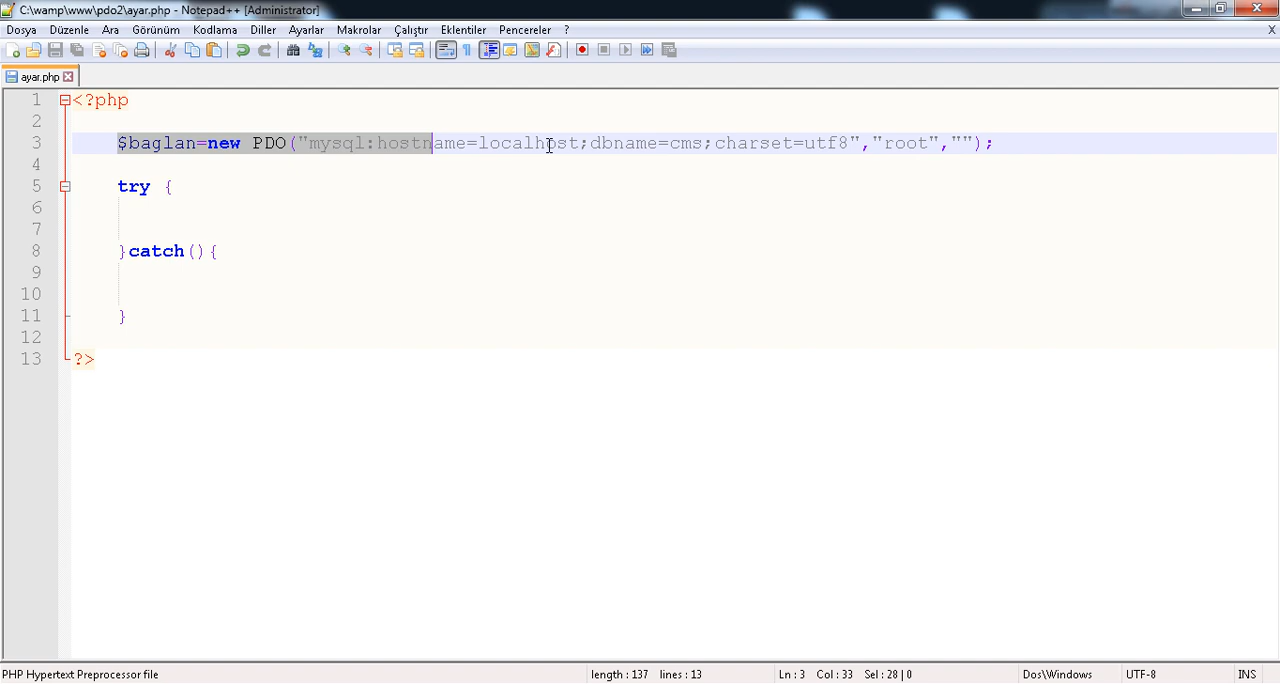 C:\wamp\www\pdo2\ayar.php - Notepad++ [Administrator]
Dosya Düzenle Ara Görünüm Kodlama Diller Ayarlar Makrolar Çalıştır Eklentiler Pencereler ? X
ayar.php
1 <?php
2
3 $baglan=new PDO("mysql:hostname=localhost;dbname=cms;charset=utf8","root","");
4
5 try {
6
7
8 }catch(){
9
10
11 }
12
13 ?>
PHP Hypertext Preprocessor file length : 137 lines : 13 Ln : 3 Col : 33 Sel : 28 | 0 Dos\Windows UTF-8 INS